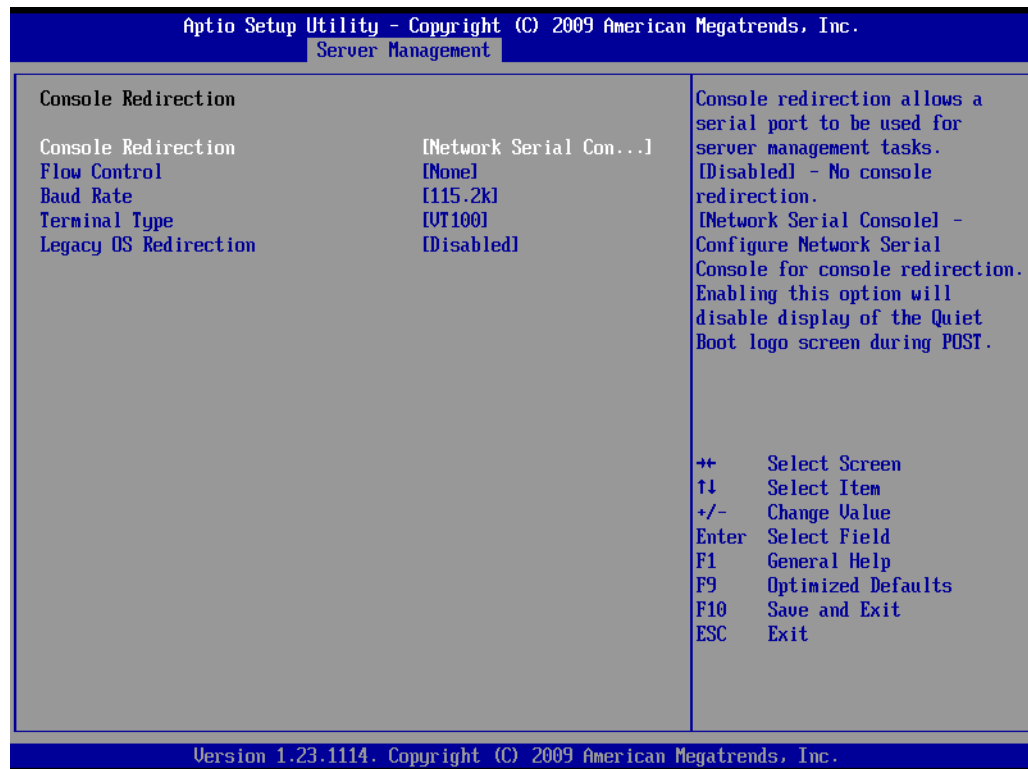 Aptio Setup Utility - Copyright (C) 2009 American Megatrends, Inc.
Server Management
Console Redirection
Console Redirection [Network Serial Con...]
Flow Control [None]
Baud Rate [115.2k]
Terminal Type [VT100]
Legacy OS Redirection [Disabled]
Console redirection allows a
serial port to be used for
server management tasks.
[Disabled] - No console
redirection.
[Network Serial Console] -
Configure Network Serial
Console for console redirection.
Enabling this option will
disable display of the Quiet
Boot logo screen during POST.
→← Select Screen
↑↓ Select Item
+/- Change Value
Enter Select Field
F1 General Help
F9 Optimized Defaults
F10 Save and Exit
ESC Exit
Version 1.23.1114. Copyright (C) 2009 American Megatrends, Inc.